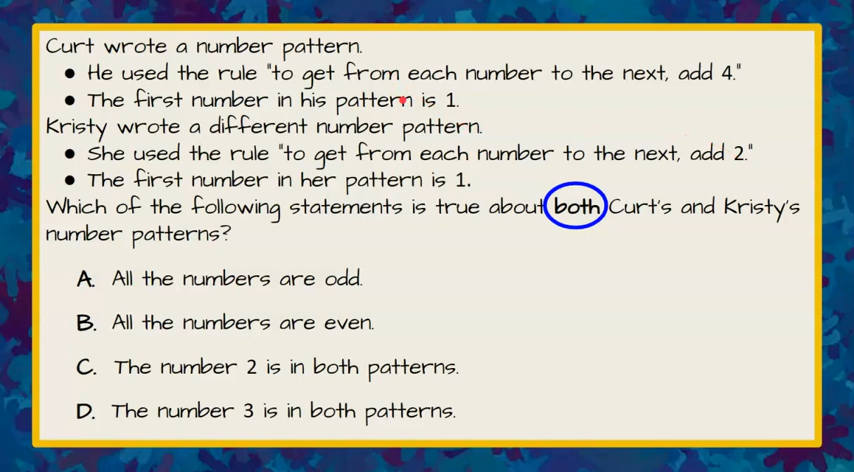 Curt wrote a number pattern.
• He used the rule "to get from each number to the next, add 4."
• The first number in his pattern is 1.
Kristy wrote a different number pattern.
• She used the rule "to get from each number to the next, add 2."
• The first number in her pattern is 1.
Which of the following statements is true about both Curt's and Kristy's
number patterns?
A. All the numbers are odd.
B. All the numbers are even.
C. The number 2 is in both patterns.
D. The number 3 is in both patterns.